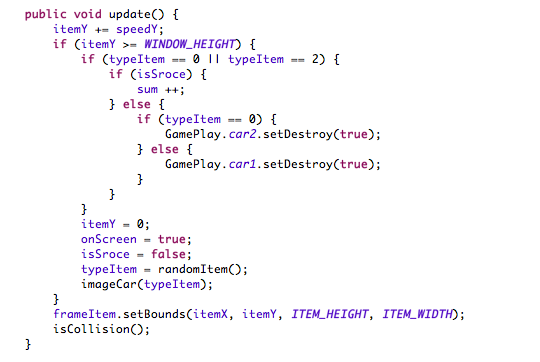 public void update() {
itemY += speedY;
if (itemY >= WINDOW_HEIGHT) {
if (typeItem == 0 || typeItem == 2) {
if (isSroce) {
sum ++;
} else {
if (typeItem == 0) {
GamePlay.car2.setDestroy(true);
} else {
GamePlay.car1.setDestroy(true);
}
}
}
itemY = 0;
onScreen = true;
isSroce = false;
typeItem = randomItem();
imageCar(typeItem);
}
frameItem.setBounds(itemX, itemY, ITEM_HEIGHT, ITEM_WIDTH);
isCollision();
}